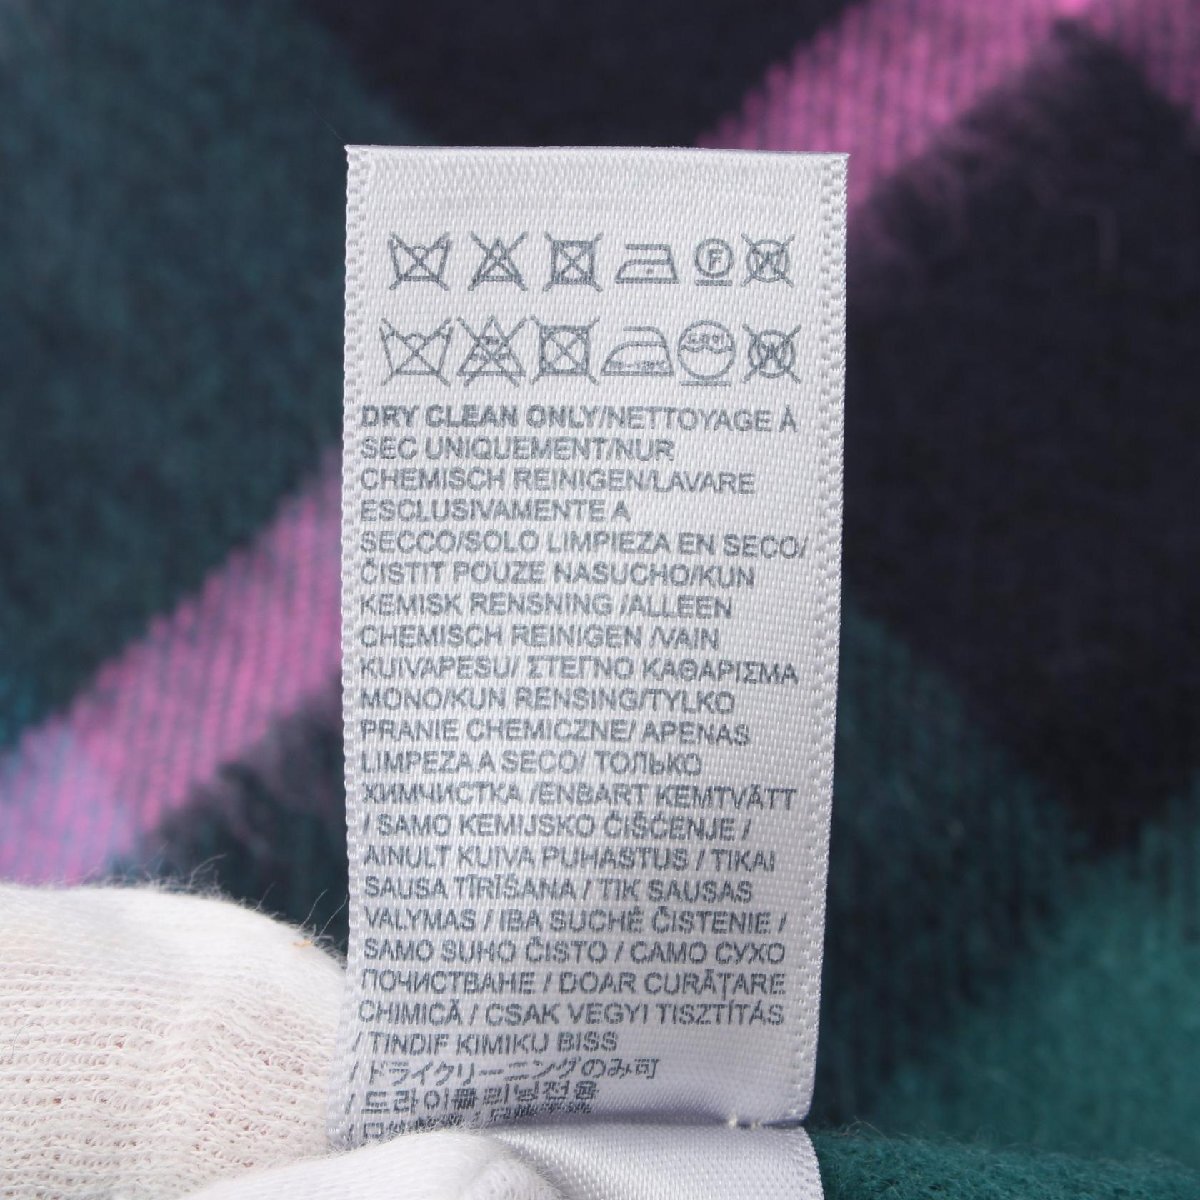 F W
W
DRY CLEAN ONLY/NETTOYAGE À
SEC UNIQUEMENT/NUR
CHEMISCH REINIGEN/LAVARE
ESCLUSIVAMENTE A
SECCO/SOLO LIMPIEZA EN SECO/
ČISTIT POUZE NASUCHO/KUN
KEMISK RENSNING /ALLEEN
CHEMISCH REINIGEN /VAIN
KUIVAPESU/ ΣΤΕΓΝΟ ΚΑΘΑΡΙΣΜΑ
ΜΟΝΟ/KUN RENSING/TYLKO
PRANIE CHEMICZNE/ APENAS
LIMPEZA A SECO/ ТОЛЬКО
ХИМЧИСТКА /ENBART KEMTVÄTT
/ SAMO KEMIJSKO ČIŠĆENJE /
AINULT KUIVA PUHASTUS / TIKAI
SAUSA TĪRĪŠANA / TIK SAUSAS
VALYMAS / IBA SUCHÉ ČISTENIE /
SAMO SUHO ČISTO / САМО СУХО
ПОЧИСТВАНЕ / DOAR CURĂȚARE
CHIMICĂ / CSAK VEGYI TISZTÍTÁS
/ TINDIF KIMIKU BISS
/ ドライクリーニングのみ可
/ 드라이클리닝전용